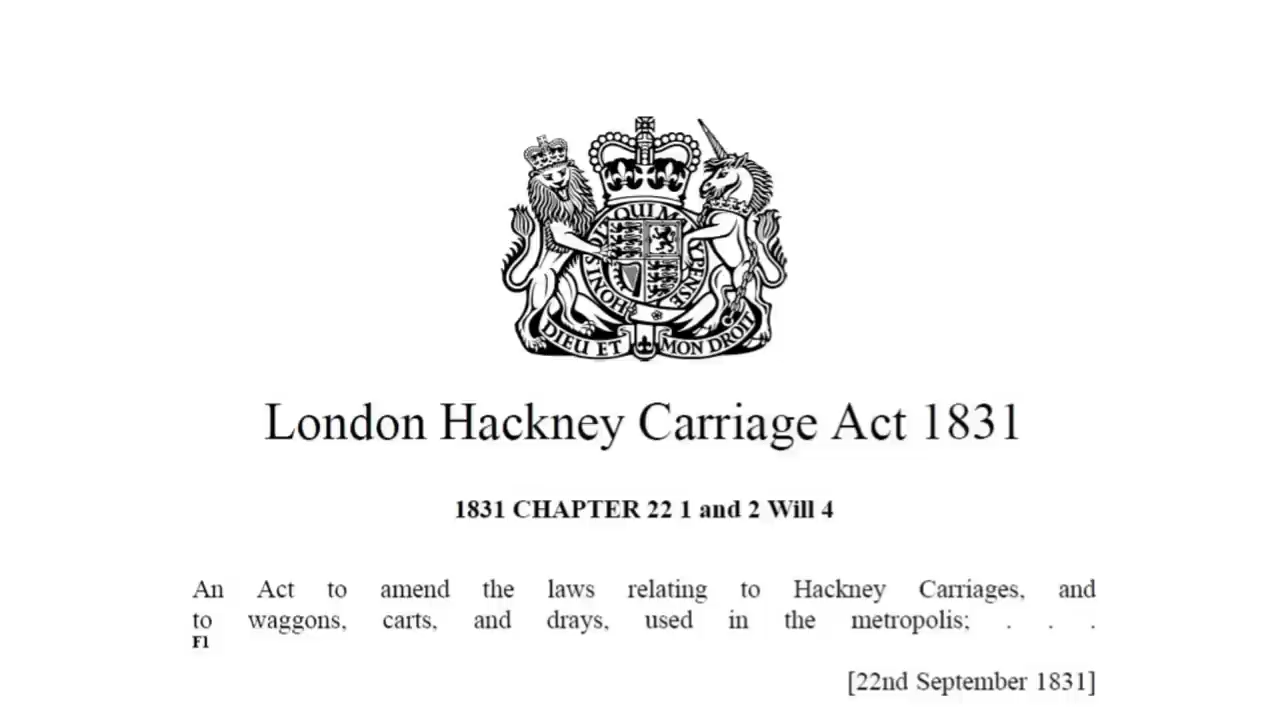 QUI M
Y PENSE
HONI S
DIEU ET MON DROIT
London Hackney Carriage Act 1831
1831 CHAPTER 22 1 and 2 Will 4
An Act to amend the laws relating to Hackney Carriages, and
to waggons, carts, and drays, used in the metropolis; . . .
F1
[22nd September 1831]